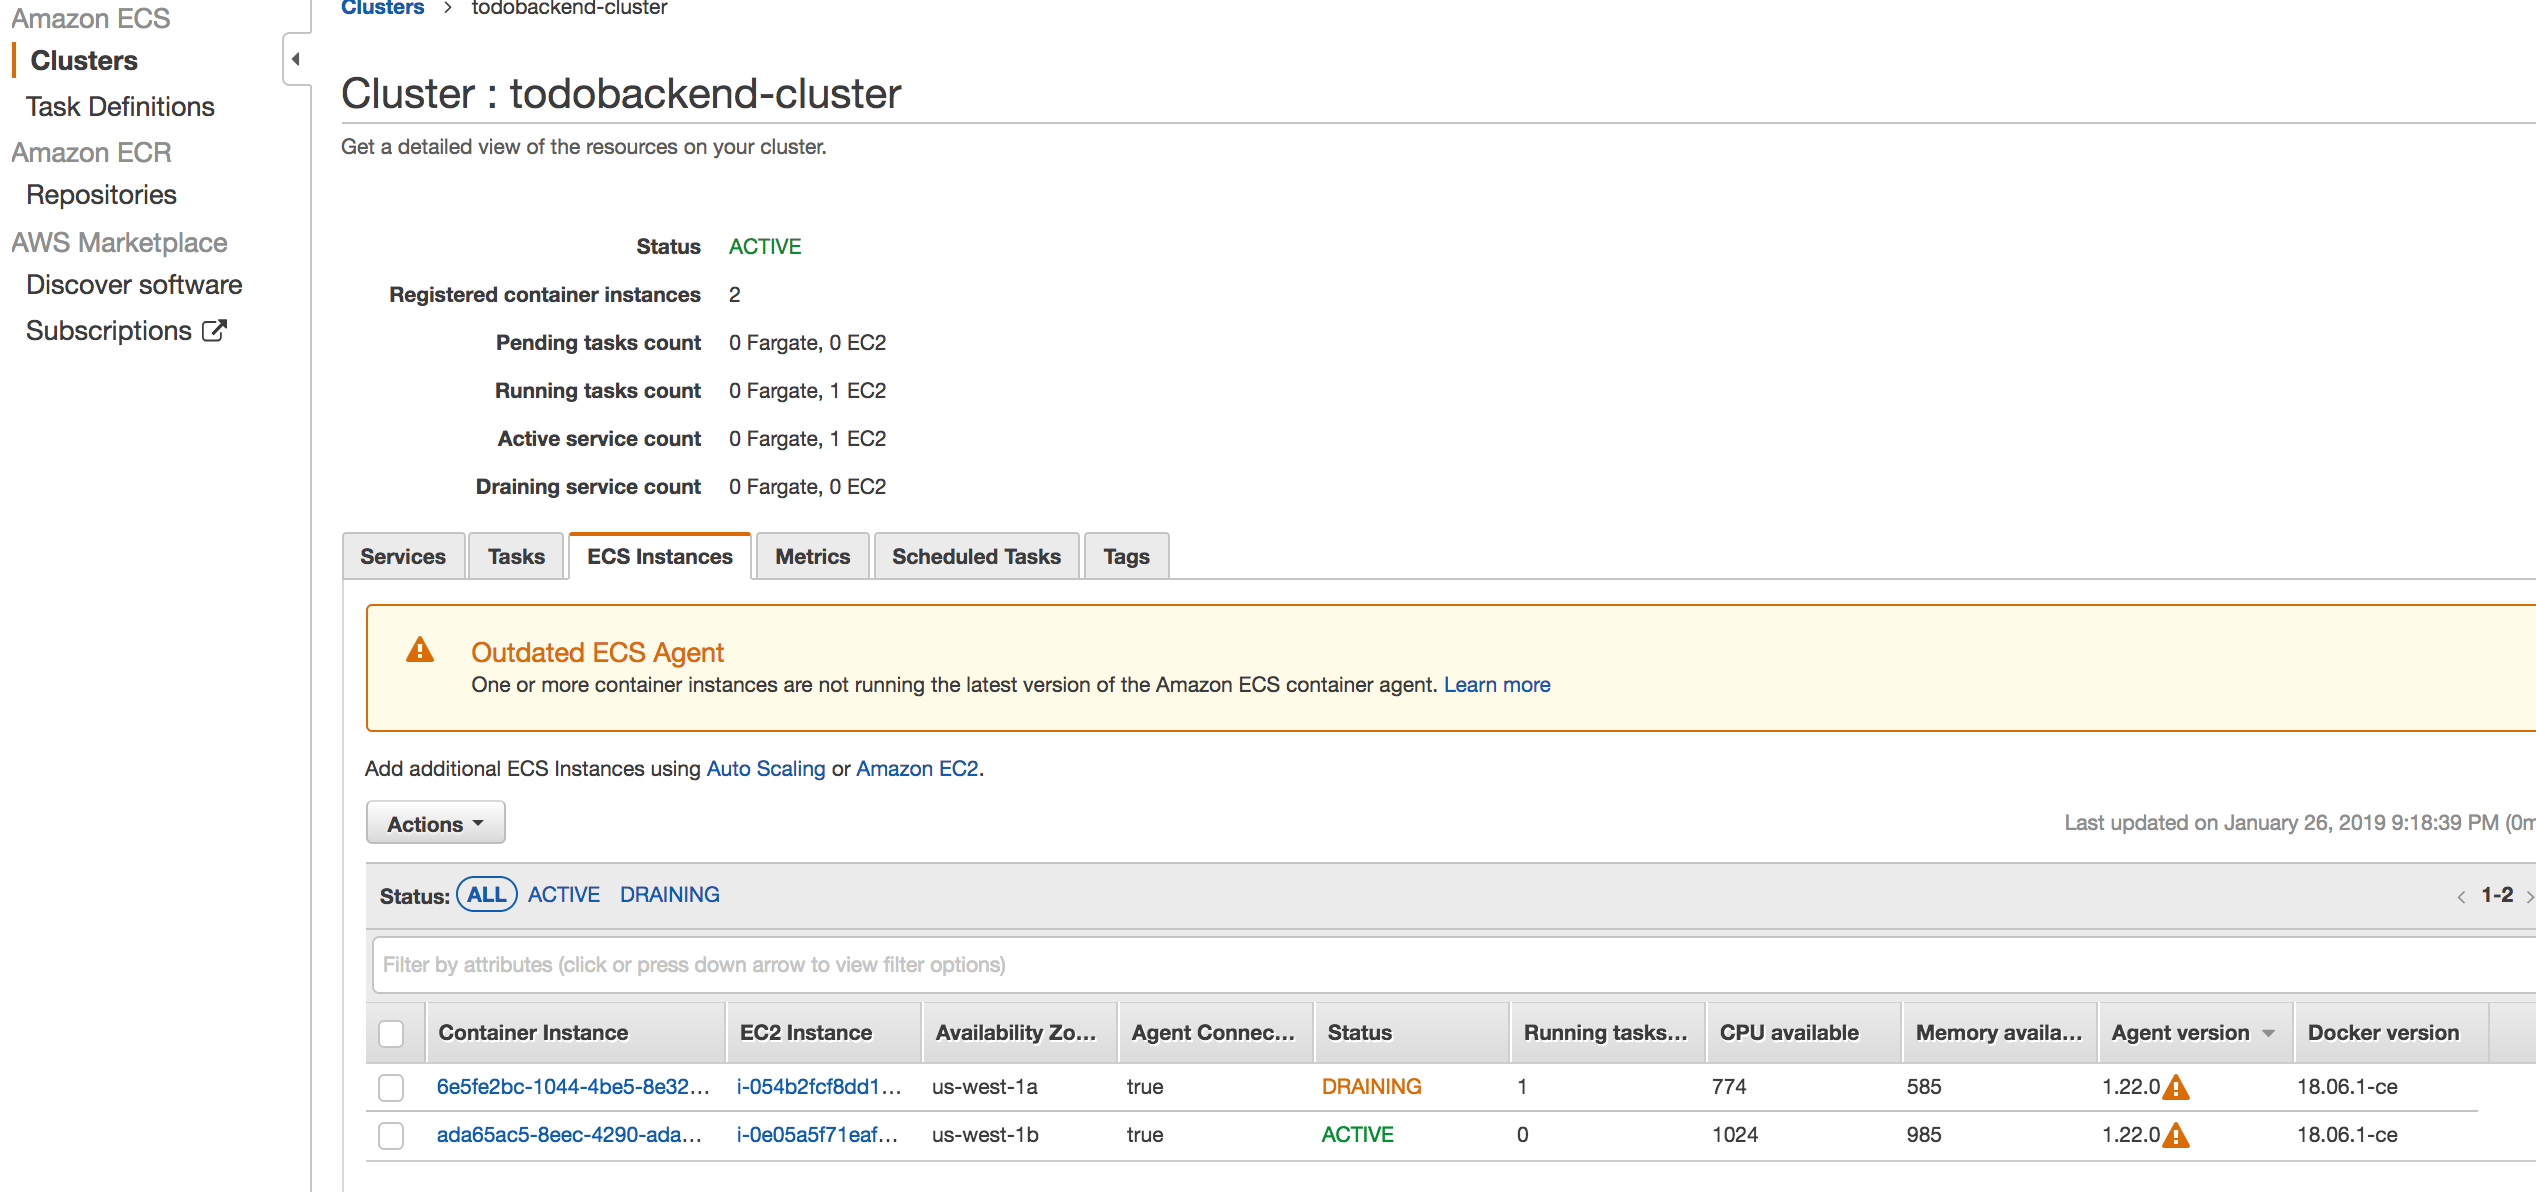 Amazon ECS
Clusters
Task Definitions
Amazon ECR
Repositories
AWS Marketplace
Discover software
Subscriptions
Clusters > todobackend-cluster
Cluster : todobackend-cluster
Get a detailed view of the resources on your cluster.
Status ACTIVE
Registered container instances 2
Pending tasks count 0 Fargate, 0 EC2
Running tasks count 0 Fargate, 1 EC2
Active service count 0 Fargate, 1 EC2
Draining service count 0 Fargate, 0 EC2
Services Tasks ECS Instances Metrics Scheduled Tasks Tags
Outdated ECS Agent
One or more container instances are not running the latest version of the Amazon ECS container agent. Learn more
Add additional ECS Instances using Auto Scaling or Amazon EC2.
Actions
Last updated on January 26, 2019 9:18:39 PM (0m
Status: ALL ACTIVE DRAINING
< 1-2 >
Filter by attributes (click or press down arrow to view filter options)
Container Instance EC2 Instance Availability Zo... Agent Connec... Status Running tasks... CPU available Memory availa... Agent version Docker version
6e5fe2bc-1044-4be5-8e32... i-054b2fcf8dd1... us-west-1a true DRAINING 1 774 585 1.22.0 18.06.1-ce
ada65ac5-8eec-4290-ada... i-0e05a5f71eaf... us-west-1b true ACTIVE 0 1024 985 1.22.0 18.06.1-ce